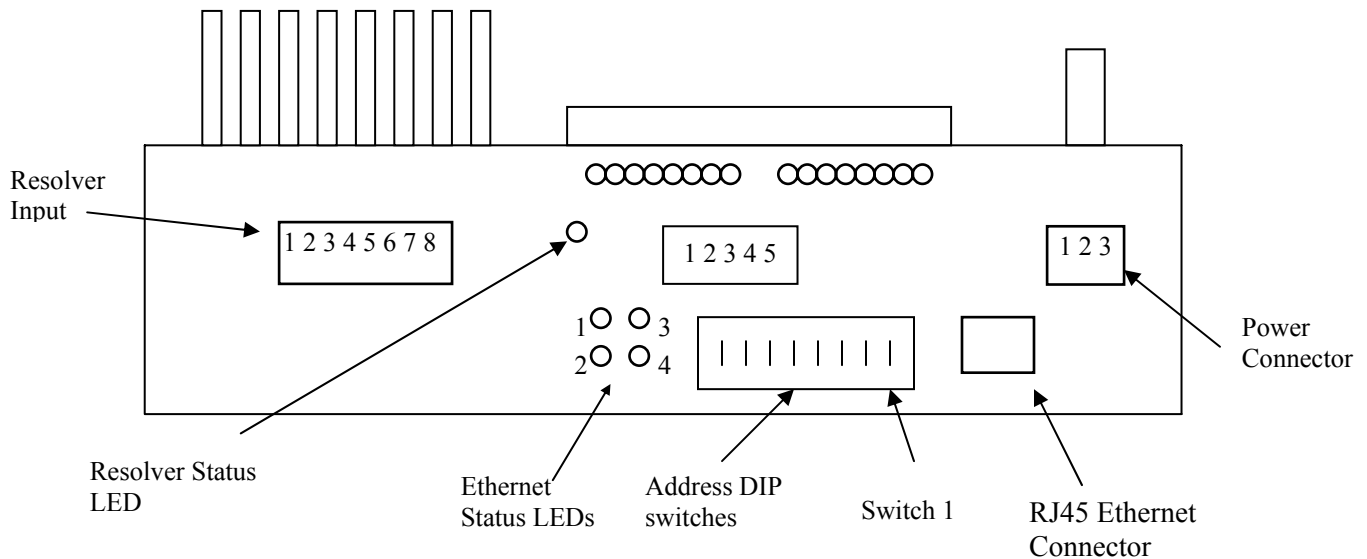 Resolver
Input
1 2 3 4 5 6 7 8
1 2 3 4 5
1 2 3
1 3
2 4
Power
Connector
Resolver Status
LED
Ethernet
Status LEDs
Address DIP
switches
Switch 1
RJ45 Ethernet
Connector